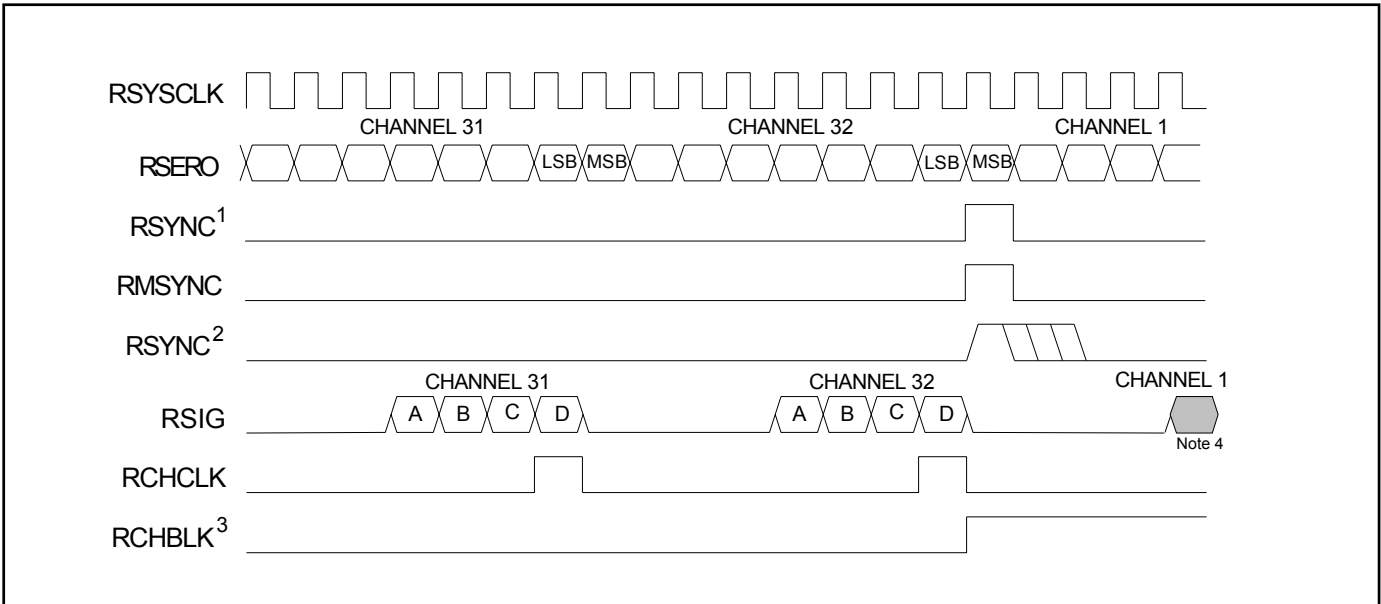 RSYSCLK
CHANNEL 31 CHANNEL 32 CHANNEL 1
RSERO LSB MSB LSB MSB
RSYNC1
RMSYNC
RSYNC2
CHANNEL 31 CHANNEL 32 CHANNEL 1
RSIG A B C D A B C D
Note 4
RCHCLK
RCHBLK3